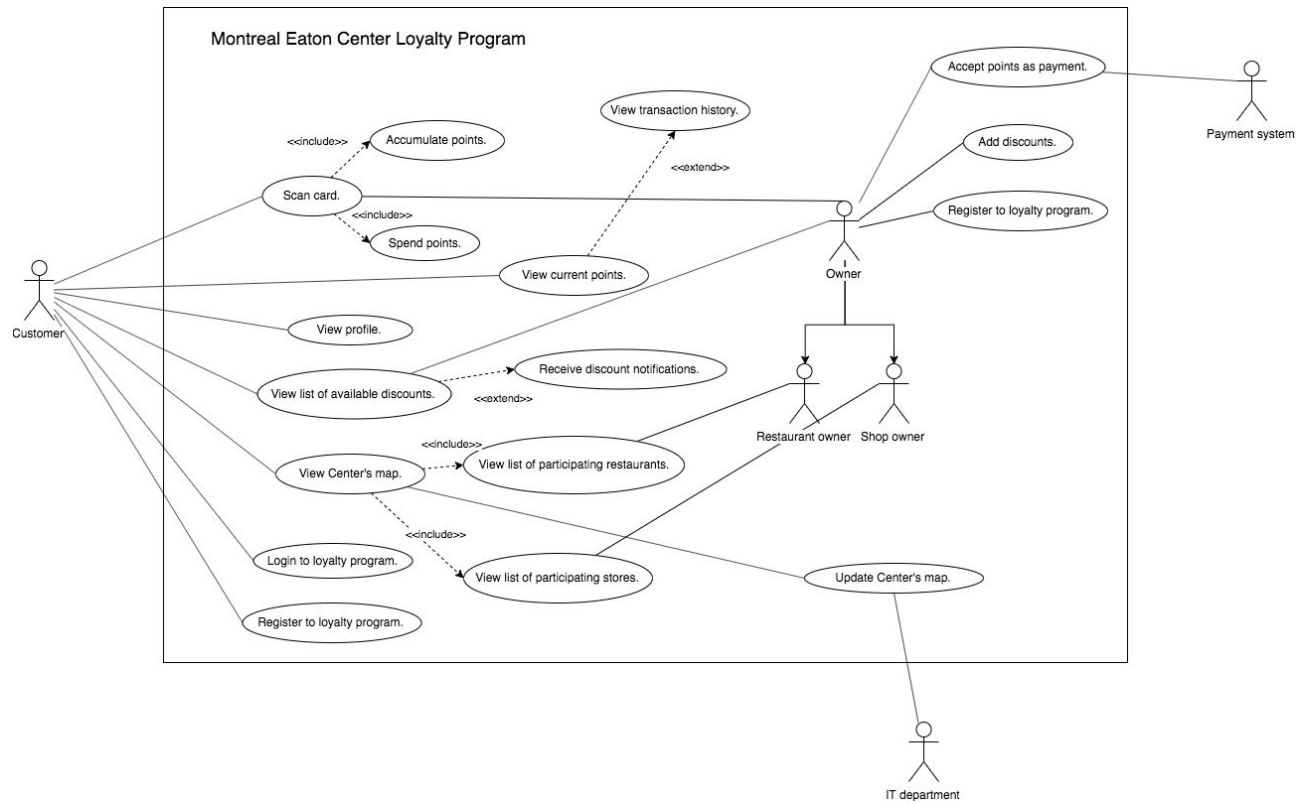 Montreal Eaton Center Loyalty Program
Accept points as payment.
Payment system
View transaction history.
<<include>>
Accumulate points.
Add discounts.
<<extend>>
Scan card.
<<include>>
Register to loyalty program.
Spend points.
Owner
View current points.
Customer
View profile.
Receive discount notifications.
View list of available discounts.
<<extend>>
Restaurant owner
Shop owner
<<include>>
View list of participating restaurants.
View Center's map.
<<include>>
Login to loyalty program.
View list of participating stores.
Update Center's map.
Register to loyalty program.
IT department